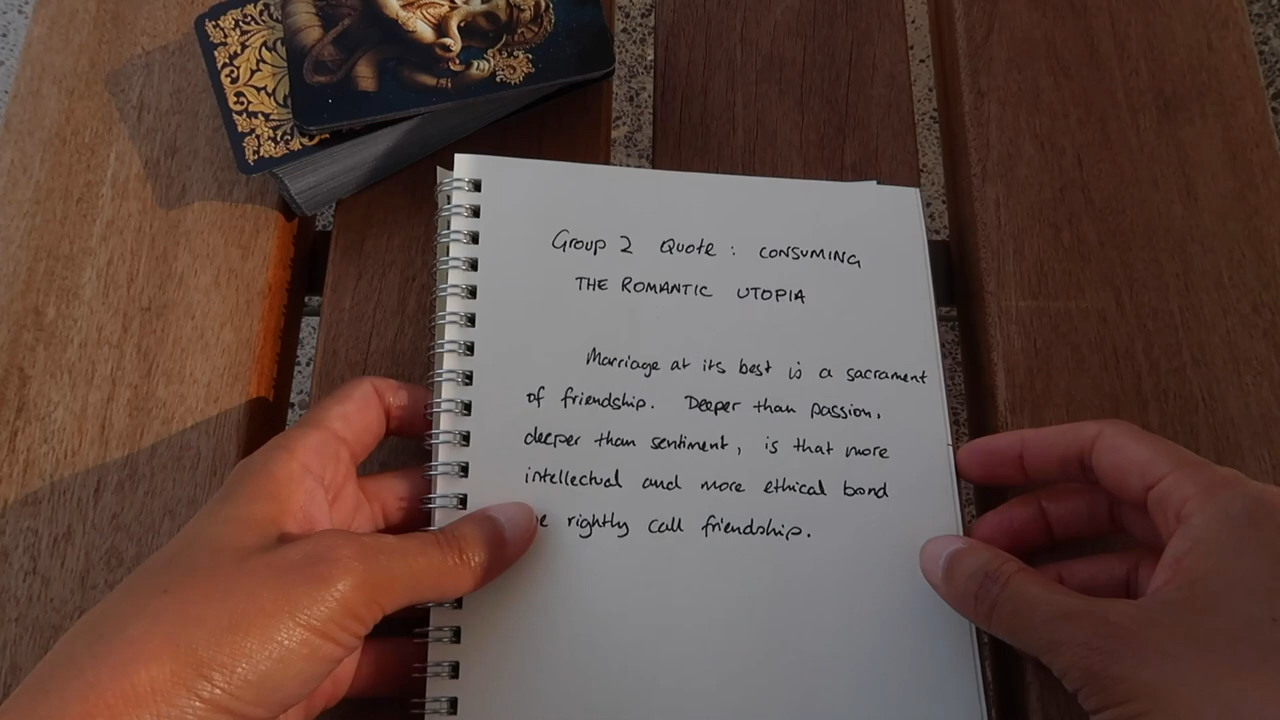 Group 2 Quote : CONSUMING
THE ROMANTIC UTOPIA
Marriage at its best is a sacrament
of friendship. Deeper than passion,
deeper than sentiment, is that more
intellectual and more ethical bond
rightly call friendship.